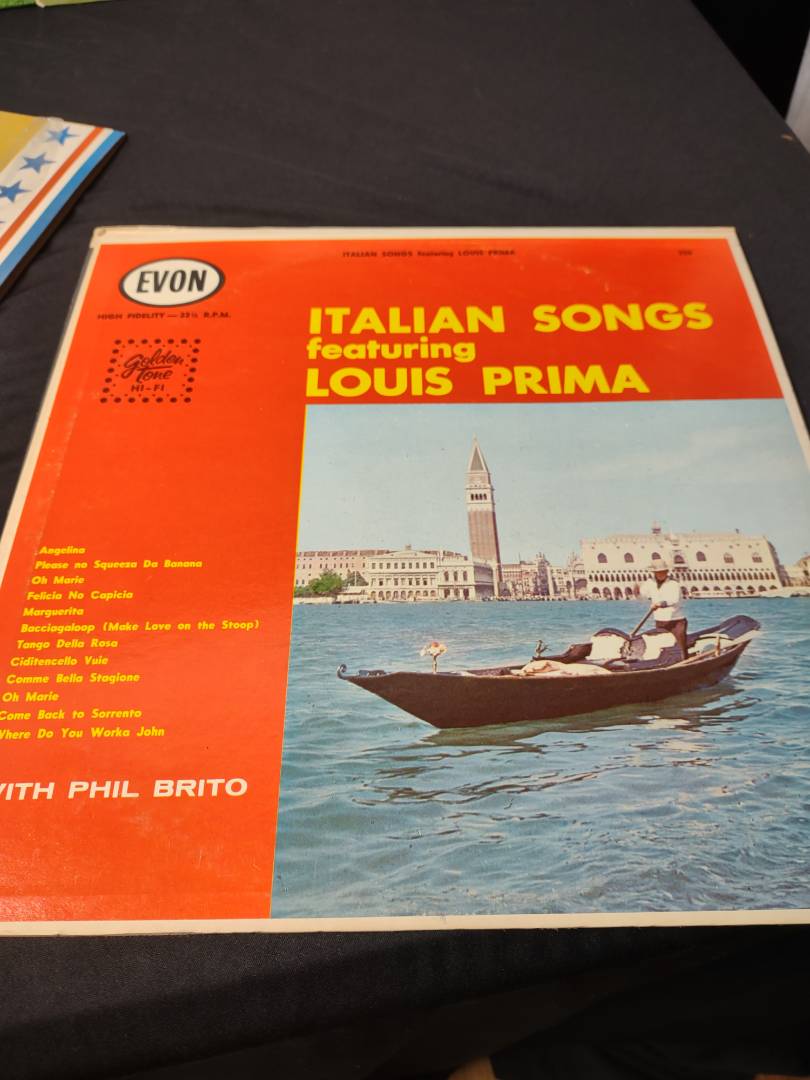 ITALIAN SONGS featuring LOUIS PRIMA
EVON
HIGH FIDELITY — 33⅓ R.P.M.
Golden
Tone
HI-FI
ITALIAN SONGS
featuring
LOUIS PRIMA
Angelina
Please no Squeeza Da Banana
Oh Marie
Felicia No Capicia
Marguerita
Bacciagaloop (Make Love on the Stoop)
Tango Della Rosa
Ciditencello Vuie
Comme Bella Stagione
Oh Marie
Come Back to Sorrento
Where Do You Worka John
WITH PHIL BRITO